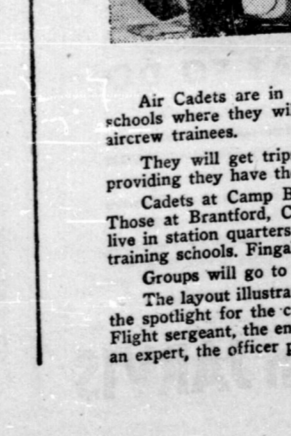 Air Cadets are in
schools where they wi
aircrew trainees.
They will get trip
providing they have th
Cadets at Camp B
Those at Brantford, C
live in station quarters
training schools. Finga
Groups will go to
The layout illustra
the spotlight for the c
Flight sergeant, the en
an expert, the officer p